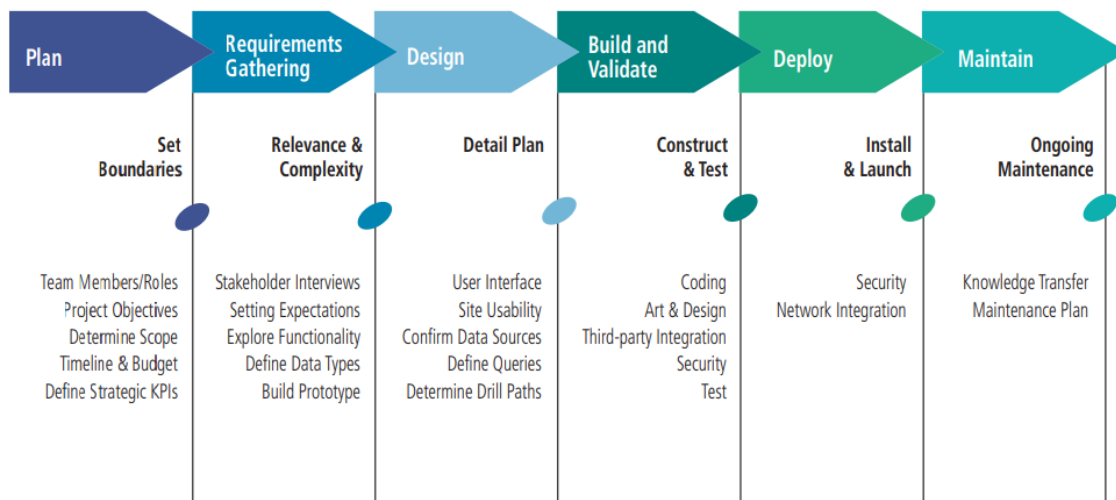 Plan
Requirements
Gathering
Design
Build and
Validate
Deploy
Maintain
Set
Boundaries
Relevance &
Complexity
Detail Plan
Construct
& Test
Install
& Launch
Ongoing
Maintenance
Team Members/Roles
Project Objectives
Determine Scope
Timeline & Budget
Define Strategic KPIs
Stakeholder Interviews
Setting Expectations
Explore Functionality
Define Data Types
Build Prototype
User Interface
Site Usability
Confirm Data Sources
Define Queries
Determine Drill Paths
Coding
Art & Design
Third-party Integration
Security
Test
Security
Network Integration
Knowledge Transfer
Maintenance Plan